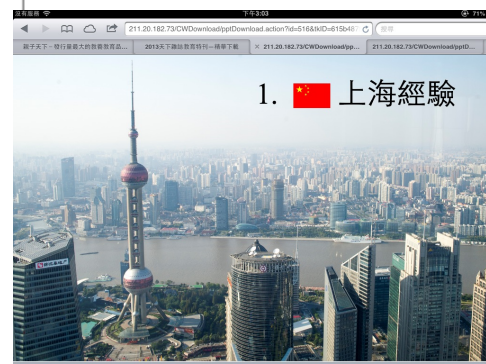 沒有服務
下午3:03
71%
211.20.182.73/CWDownload/pptDownload.action?id=516&tkID=615b487
搜尋
親子天下－發行量最大的教養教育品...
2013天下雜誌教育特刊－精華下載
× 211.20.182.73/CWDownload/pp...
211.20.182.73/CWDownload/pptD...
1. 上海經驗